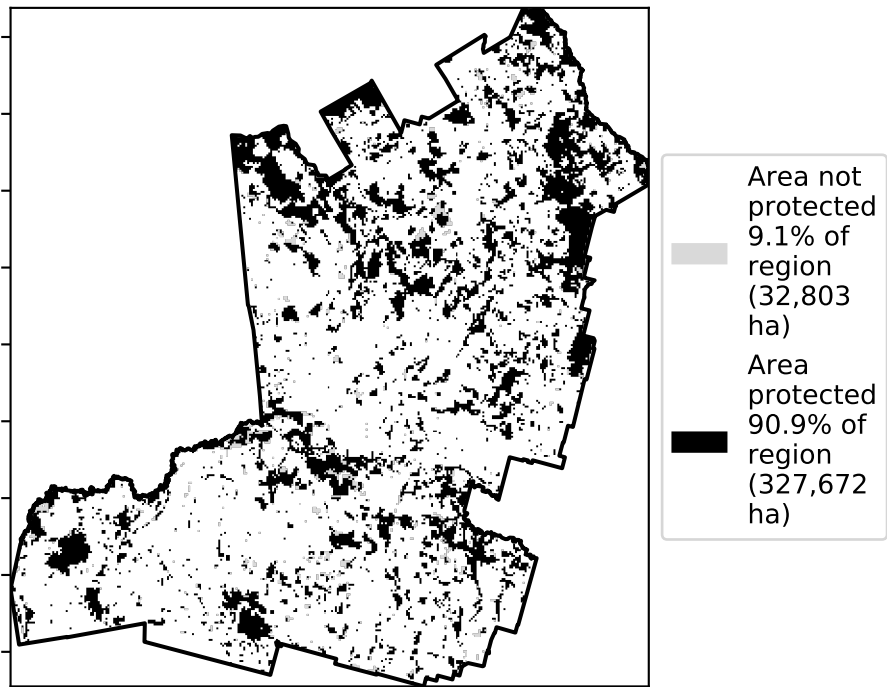 Area not
protected
9.1% of
region
(32,803
ha)
Area
protected
90.9% of
region
(327,672
ha)